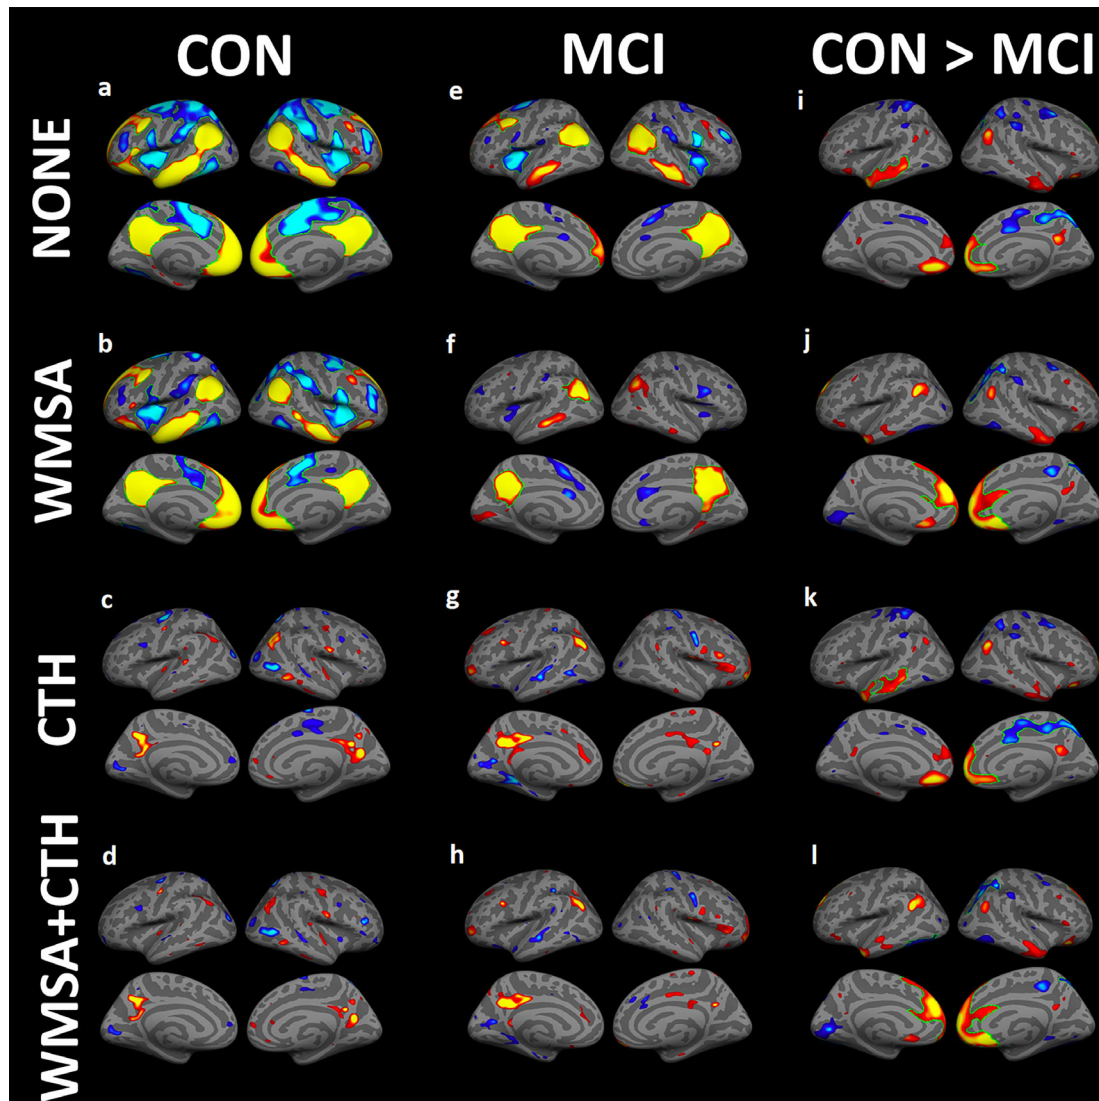 CON MCI CON > MCI
a e i
NONE
b f j
WMSA
c g k
CTH
d h l
WMSA+CTH